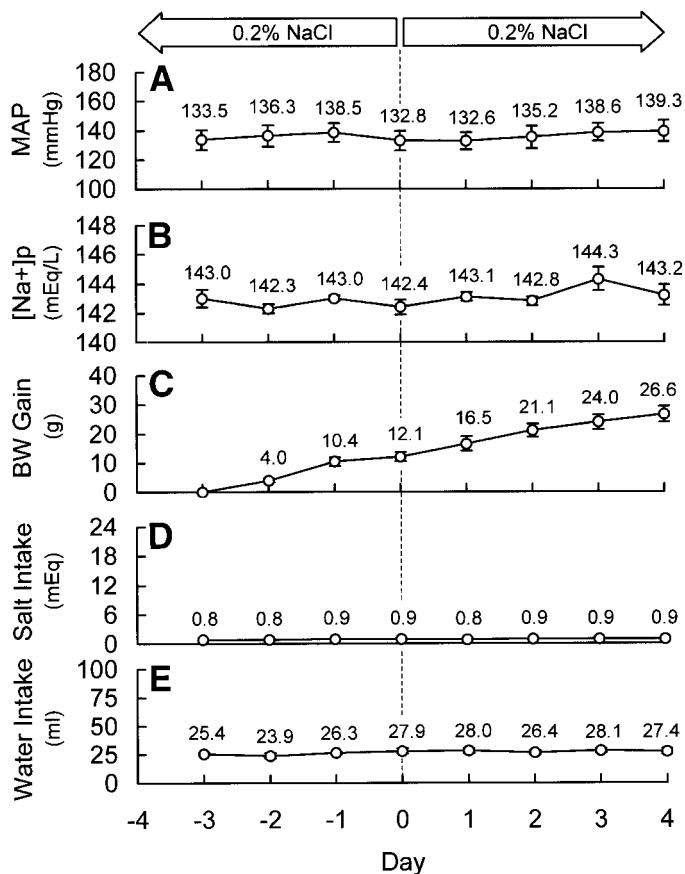 0.2% NaCl 0.2% NaCl
A
MAP
(mmHg)
180
160
140
120
100
133.5 136.3 138.5 132.8 132.6 135.2 138.6 139.3
B
[Na+]p
(mEq/L)
148
146
144
142
140
143.0 142.3 143.0 142.4 143.1 142.8 144.3 143.2
C
BW Gain
(g)
40
30
20
10
0
4.0 10.4 12.1 16.5 21.1 24.0 26.6
D
Salt Intake
(mEq)
24
18
12
6
0
0.8 0.8 0.9 0.9 0.8 0.9 0.9 0.9
E
Water Intake
(ml)
100
75
50
25
0
25.4 23.9 26.3 27.9 28.0 26.4 28.1 27.4
-4 -3 -2 -1 0 1 2 3 4
Day